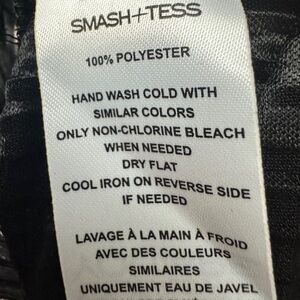 SMASH+TESS
100% POLYESTER
HAND WASH COLD WITH
SIMILAR COLORS
ONLY NON-CHLORINE BLEACH
WHEN NEEDED
DRY FLAT
COOL IRON ON REVERSE SIDE
IF NEEDED
LAVAGE À LA MAIN À FROID
AVEC DES COULEURS
SIMILAIRES
UNIQUEMENT EAU DE JAVEL